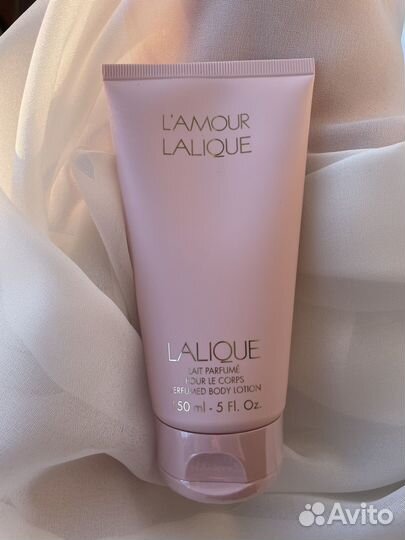 L'AMOUR
LALIQUE
LALIQUE
LAIT PARFUMÉ
POUR LE CORPS
PERFUMED BODY LOTION
150 ml - 5 Fl. Oz.
Avito